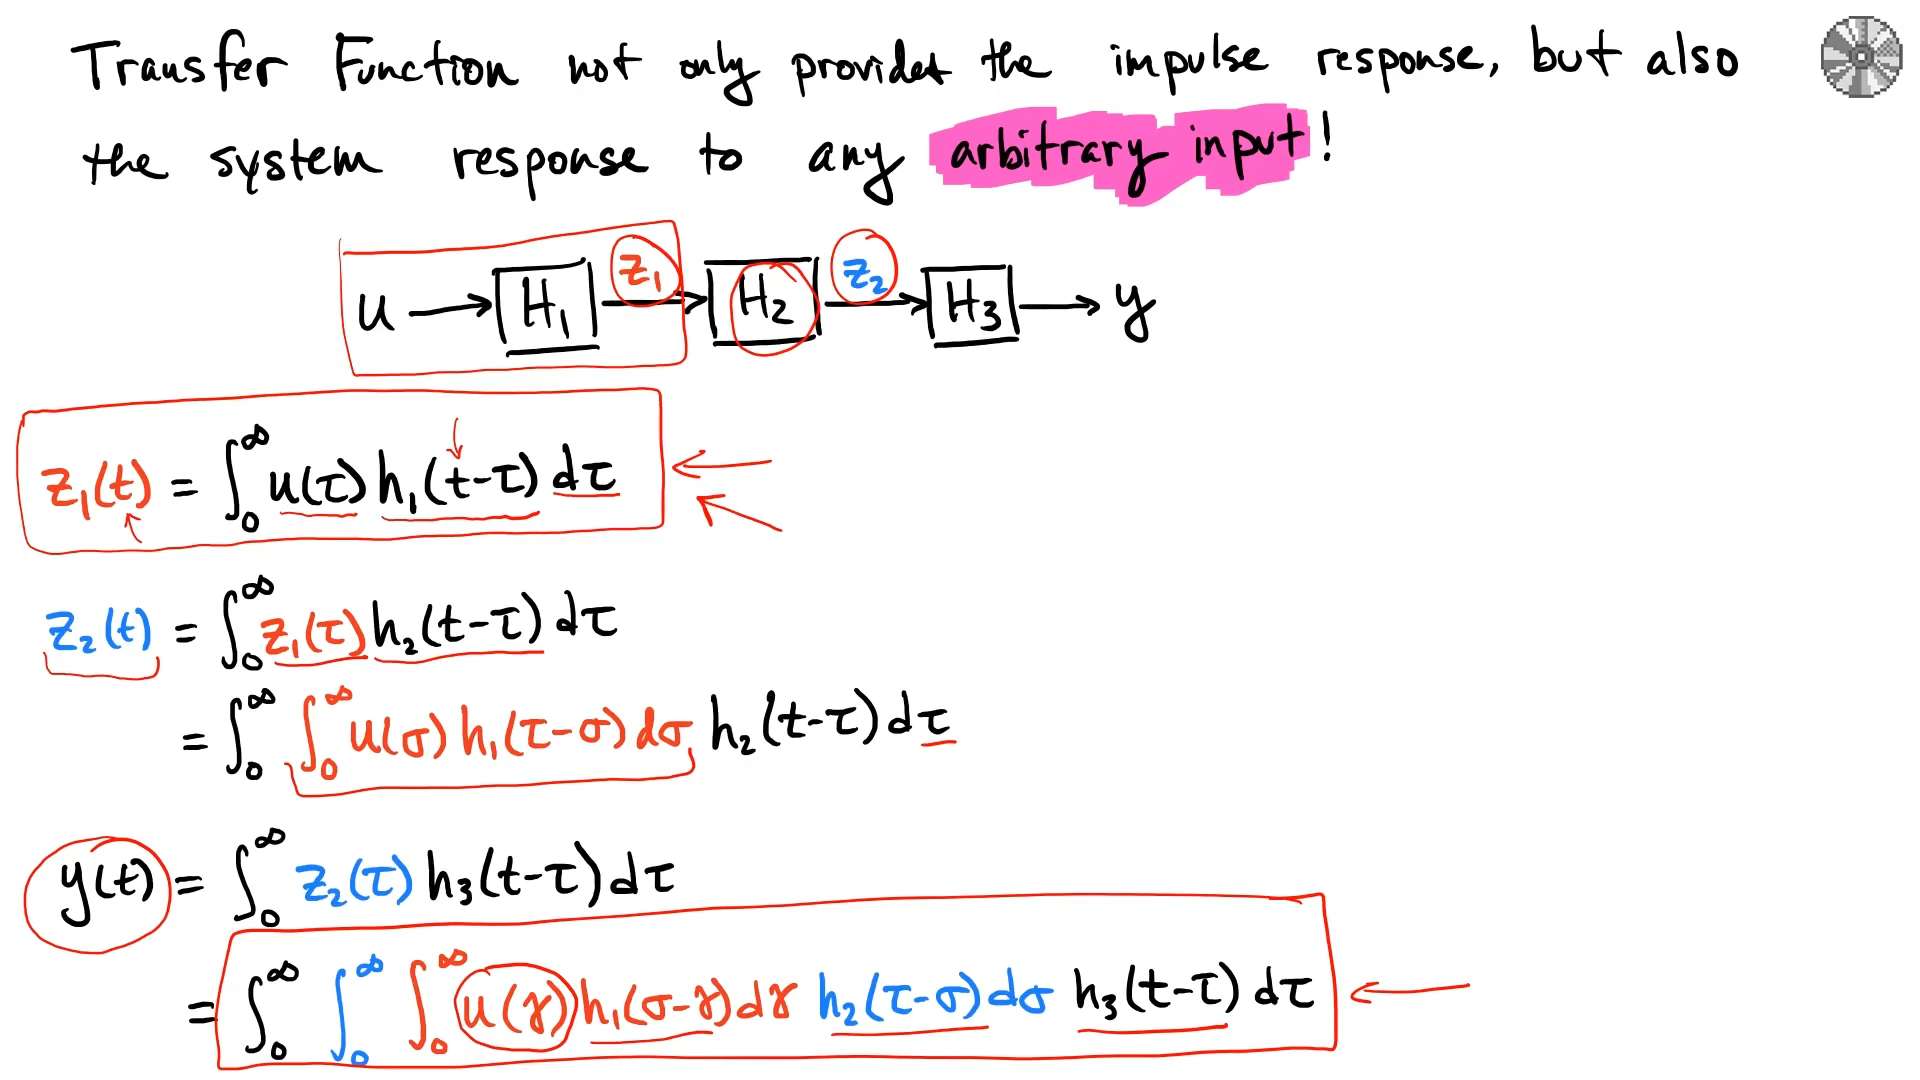 Transfer Function not only provides the impulse response, but also
the system response to any arbitrary input!
u → H₁ z₁ → H₂ z₂ → H₃ → y
z₁(t) = ∫₀^∞ u(τ) h₁(t-τ) dτ
z₂(t) = ∫₀^∞ z₁(τ) h₂(t-τ) dτ
= ∫₀^∞ ∫₀^∞ u(σ) h₁(τ-σ) dσ h₂(t-τ) dτ
y(t) = ∫₀^∞ z₂(τ) h₃(t-τ) dτ
= ∫₀^∞ ∫₀^∞ ∫₀^∞ u(γ) h₁(σ-γ) dγ h₂(τ-σ) dσ h₃(t-τ) dτ